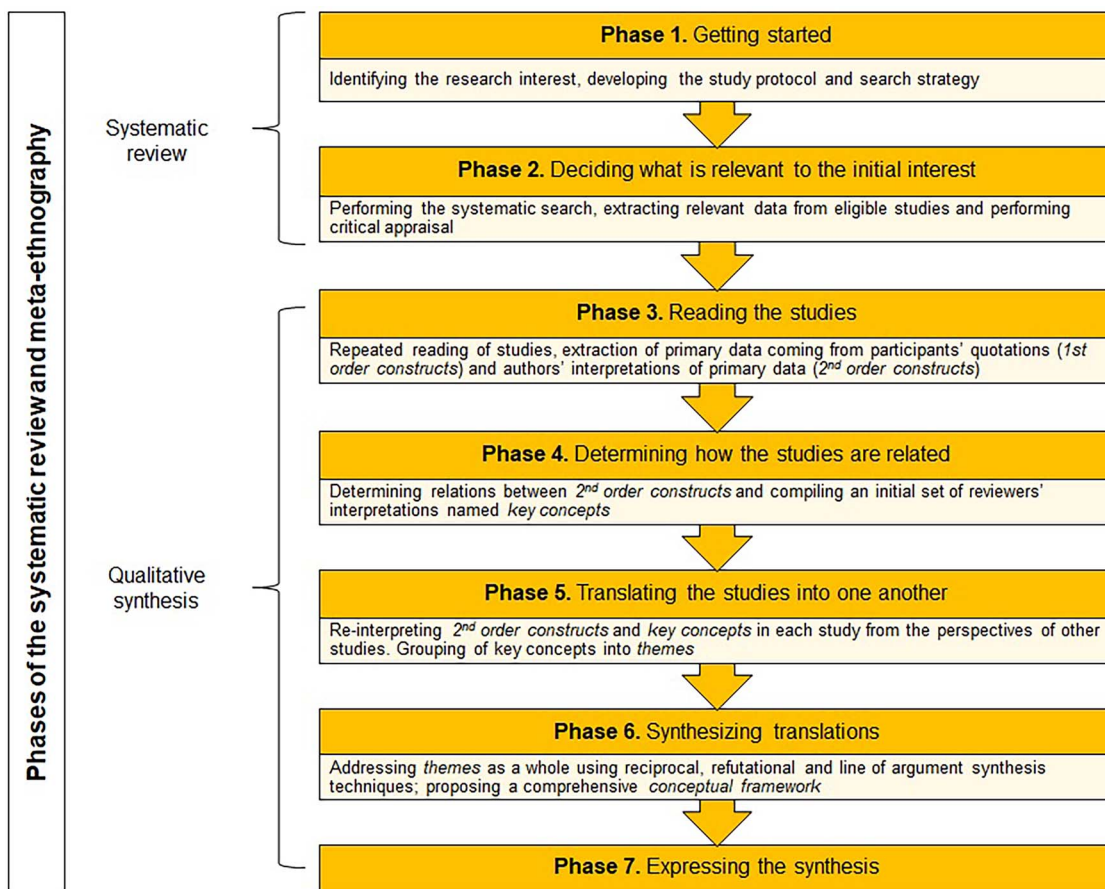 Phases of the systematic review and meta-ethnography
Systematic
review
Phase 1. Getting started
Identifying the research interest, developing the study protocol and search strategy
Phase 2. Deciding what is relevant to the initial interest
Performing the systematic search, extracting relevant data from eligible studies and performing
critical appraisal
Qualitative
synthesis
Phase 3. Reading the studies
Repeated reading of studies, extraction of primary data coming from participants' quotations (1st
order constructs) and authors' interpretations of primary data (2nd order constructs)
Phase 4. Determining how the studies are related
Determining relations between 2nd order constructs and compiling an initial set of reviewers'
interpretations named key concepts
Phase 5. Translating the studies into one another
Re-interpreting 2nd order constructs and key concepts in each study from the perspectives of other
studies. Grouping of key concepts into themes
Phase 6. Synthesizing translations
Addressing themes as a whole using reciprocal, refutational and line of argument synthesis
techniques; proposing a comprehensive conceptual framework
Phase 7. Expressing the synthesis